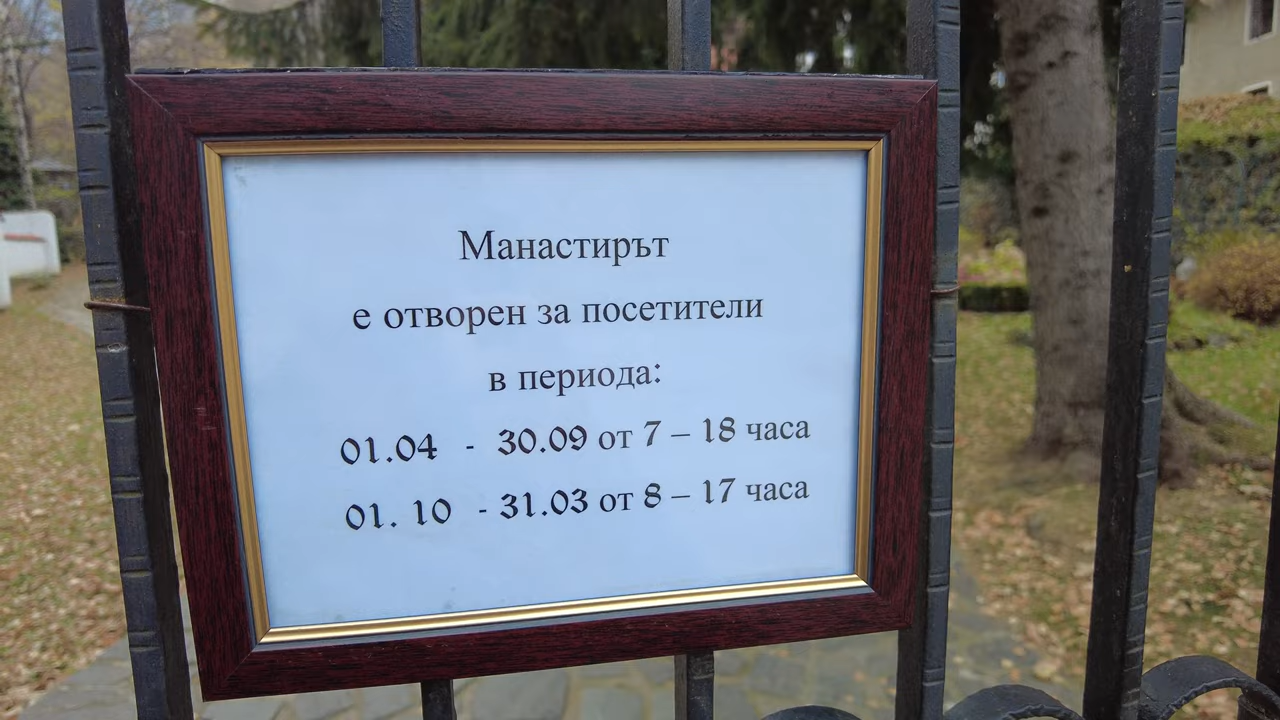 Манастирът
е отворен за посетители
в периода:
01.04 - 30.09 от 7 – 18 часа
01. 10 - 31.03 от 8 – 17 часа